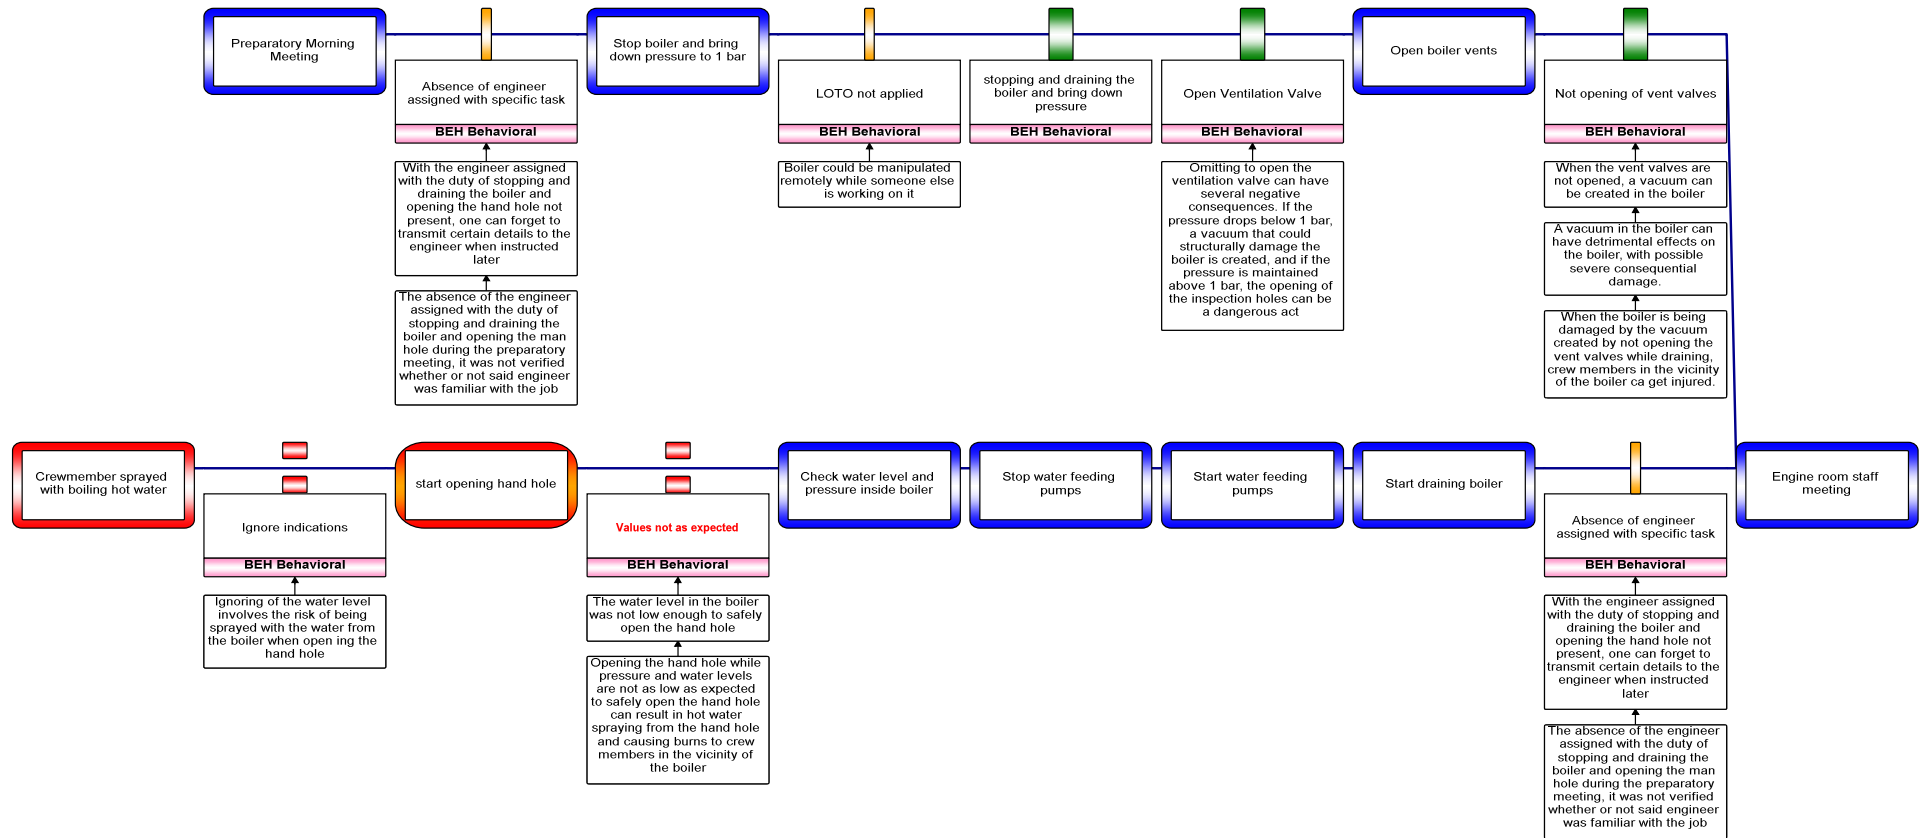 Preparatory Morning
Meeting
Absence of engineer
assigned with specific task
BEH Behavioral
With the engineer assigned
with the duty of stopping and
draining the boiler and
opening the hand hole not
present, one can forget to
transmit certain details to the
engineer when instructed
later
The absence of the engineer
assigned with the duty of
stopping and draining the
boiler and opening the man
hole during the preparatory
meeting, it was not verified
whether or not said engineer
was familiar with the job
Stop boiler and bring
down pressure to 1 bar
LOTO not applied
BEH Behavioral
Boiler could be manipulated
remotely while someone else
is working on it
stopping and draining the
boiler and bring down
pressure
BEH Behavioral
Open Ventilation Valve
BEH Behavioral
Omitting to open the
ventilation valve can have
several negative
consequences. If the
pressure drops below 1 bar,
a vacuum that could
structurally damage the
boiler is created, and if the
pressure is maintained
above 1 bar, the opening of
the inspection holes can be
a dangerous act
Open boiler vents
Not opening of vent valves
BEH Behavioral
When the vent valves are
not opened, a vacuum can
be created in the boiler
A vacuum in the boiler can
have detrimental effects on
the boiler, with possible
severe consequential
damage.
When the boiler is being
damaged by the vacuum
created by not opening the
vent valves while draining,
crew members in the vicinity
of the boiler ca get injured.
Crewmember sprayed
with boiling hot water
Ignore indications
BEH Behavioral
Ignoring of the water level
involves the risk of being
sprayed with the water from
the boiler when open ing the
hand hole
start opening hand hole
Values not as expected
BEH Behavioral
The water level in the boiler
was not low enough to safely
open the hand hole
Opening the hand hole while
pressure and water levels
are not as low as expected
to safely open the hand hole
can result in hot water
spraying from the hand hole
and causing burns to crew
members in the vicinity of
the boiler
Check water level and
pressure inside boiler
Stop water feeding
pumps
Start water feeding
pumps
Start draining boiler
Absence of engineer
assigned with specific task
BEH Behavioral
With the engineer assigned
with the duty of stopping and
draining the boiler and
opening the hand hole not
present, one can forget to
transmit certain details to the
engineer when instructed
later
The absence of the engineer
assigned with the duty of
stopping and draining the
boiler and opening the man
hole during the preparatory
meeting, it was not verified
whether or not said engineer
was familiar with the job
Engine room staff
meeting